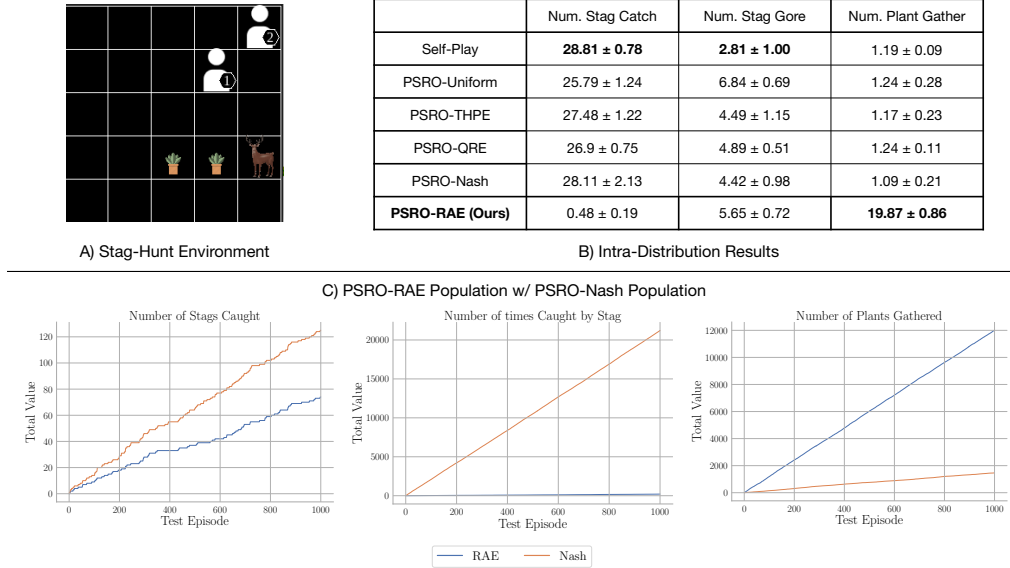 2
1
A) Stag-Hunt Environment
Num. Stag Catch Num. Stag Gore Num. Plant Gather
Self-Play 28.81 ± 0.78 2.81 ± 1.00 1.19 ± 0.09
PSRO-Uniform 25.79 ± 1.24 6.84 ± 0.69 1.24 ± 0.28
PSRO-THPE 27.48 ± 1.22 4.49 ± 1.15 1.17 ± 0.23
PSRO-QRE 26.9 ± 0.75 4.89 ± 0.51 1.24 ± 0.11
PSRO-Nash 28.11 ± 2.13 4.42 ± 0.98 1.09 ± 0.21
PSRO-RAE (Ours) 0.48 ± 0.19 5.65 ± 0.72 19.87 ± 0.86
B) Intra-Distribution Results
C) PSRO-RAE Population w/ PSRO-Nash Population
Number of Stags Caught
Total Value
120
100
80
60
40
20
0
0 200 400 600 800 1000
Test Episode
Number of times Caught by Stag
Total Value
20000
15000
10000
5000
0
0 200 400 600 800 1000
Test Episode
Number of Plants Gathered
Total Value
12000
10000
8000
6000
4000
2000
0
0 200 400 600 800 1000
Test Episode
RAE Nash